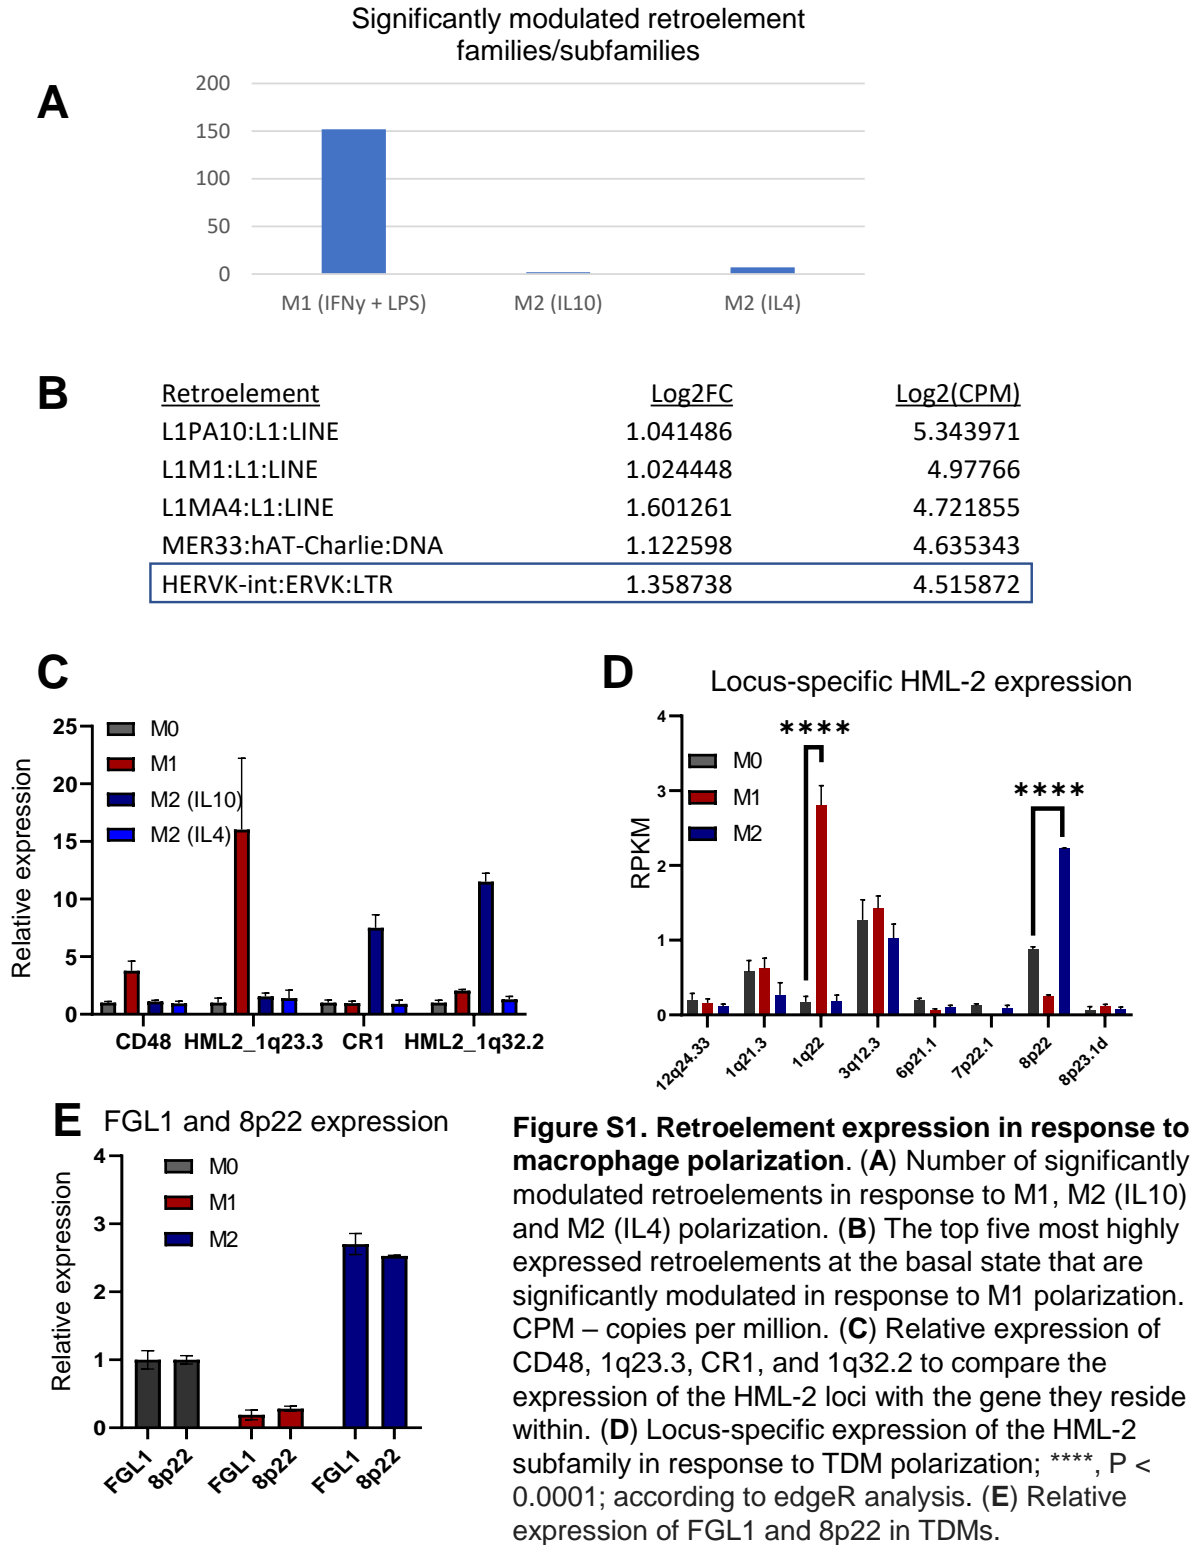 Significantly modulated retroelement
families/subfamilies
A
200
150
100
50
0
M1 (IFNy + LPS)
M2 (IL10)
M2 (IL4)
B
Retroelement Log2FC Log2(CPM)
L1PA10:L1:LINE 1.041486 5.343971
L1M1:L1:LINE 1.024448 4.97766
L1MA4:L1:LINE 1.601261 4.721855
MER33:hAT-Charlie:DNA 1.122598 4.635343
HERVK-int:ERVK:LTR 1.358738 4.515872
C
Relative expression
25
20
15
10
5
0
M0
M1
M2 (IL10)
M2 (IL4)
CD48 HML2_1q23.3 CR1 HML2_1q32.2
D
Locus-specific HML-2 expression
RPKM
4
3
2
1
0
M0
M1
M2
****
****
12q24.33
1q21.3
1q22
3q12.3
6p21.1
7p22.1
8p22
8p23.1d
E
FGL1 and 8p22 expression
Relative expression
4
3
2
1
0
M0
M1
M2
FGL1
8p22
FGL1
8p22
FGL1
8p22
Figure S1. Retroelement expression in response to
macrophage polarization. (A) Number of significantly
modulated retroelements in response to M1, M2 (IL10)
and M2 (IL4) polarization. (B) The top five most highly
expressed retroelements at the basal state that are
significantly modulated in response to M1 polarization.
CPM – copies per million. (C) Relative expression of
CD48, 1q23.3, CR1, and 1q32.2 to compare the
expression of the HML-2 loci with the gene they reside
within. (D) Locus-specific expression of the HML-2
subfamily in response to TDM polarization; ****, P <
0.0001; according to edgeR analysis. (E) Relative
expression of FGL1 and 8p22 in TDMs.